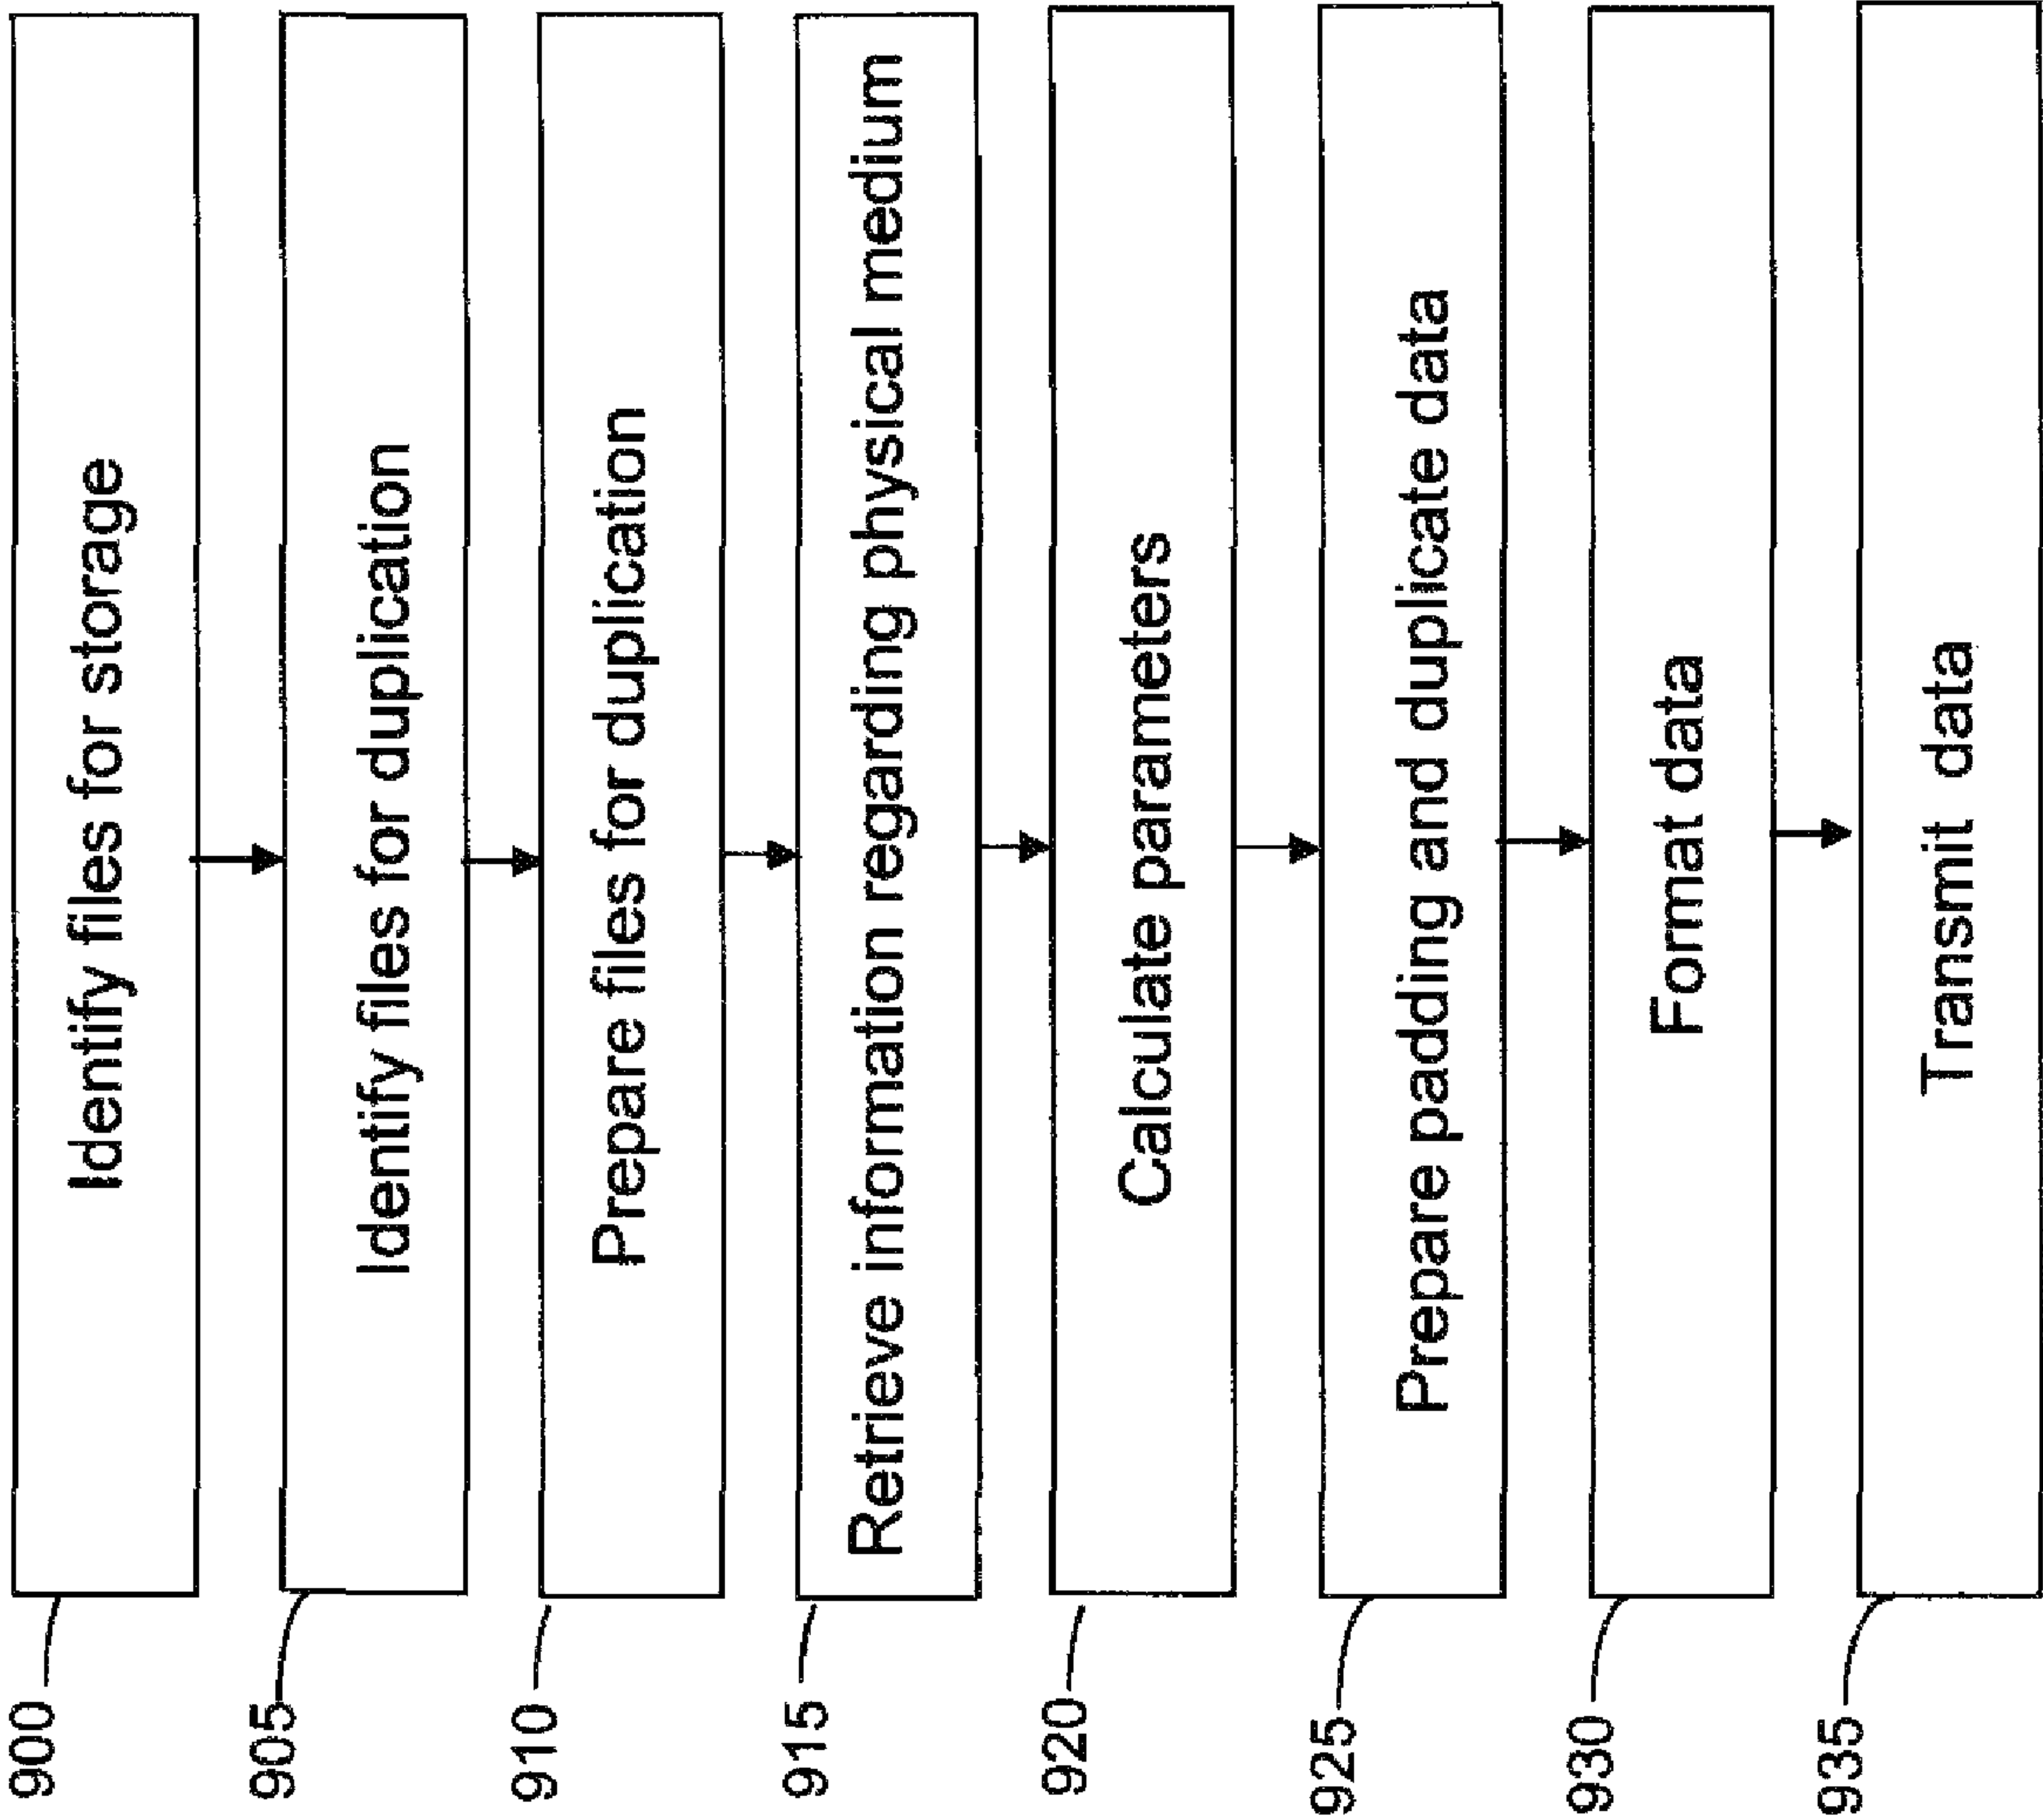 900 Identify files for storage
905 Identify files for duplication
910 Prepare files for duplication
915 Retrieve information regarding physical medium
920 Calculate parameters
925 Prepare padding and duplicate data
930 Format data
935 Transmit data